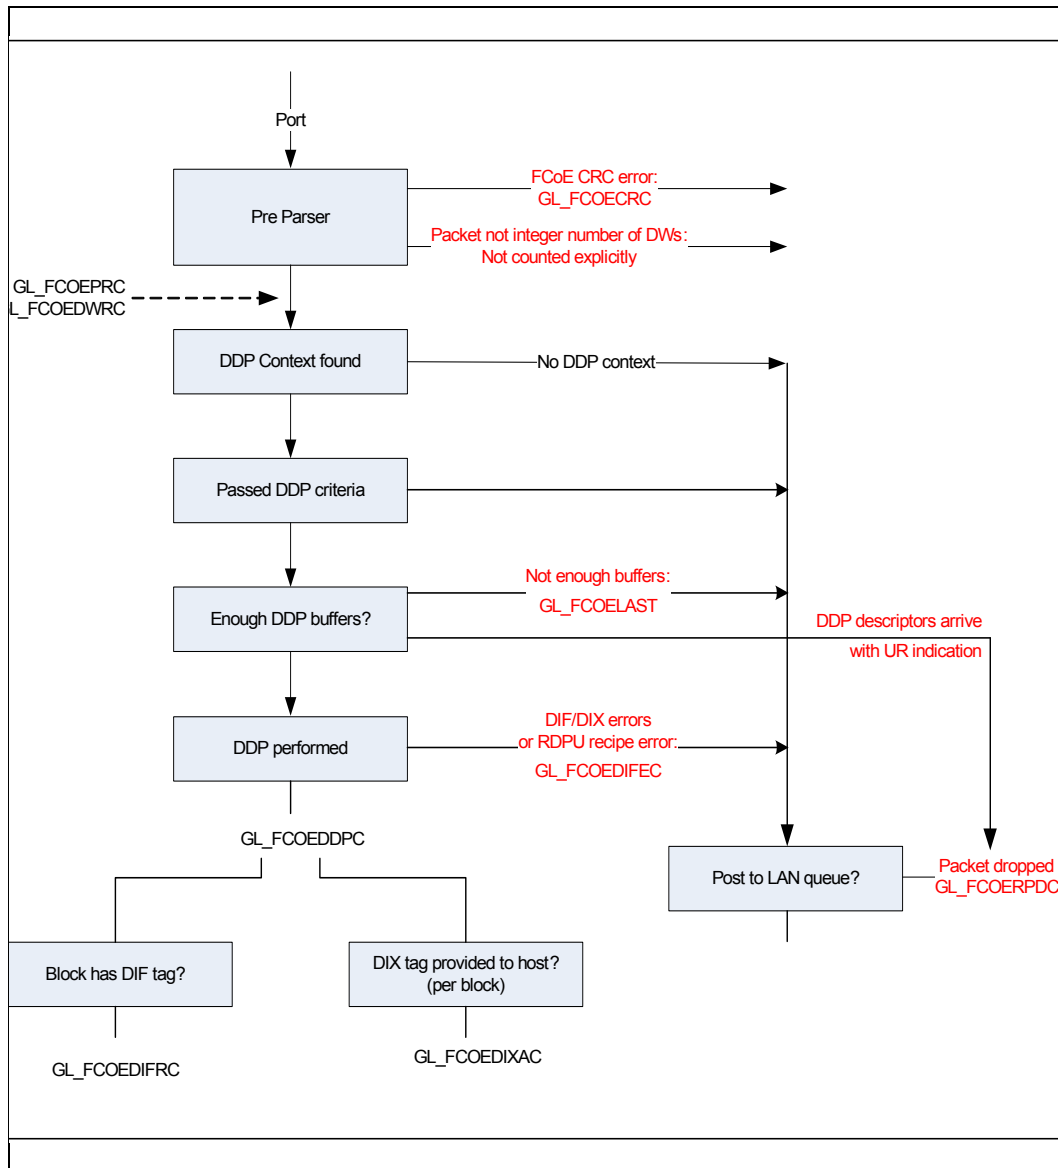 Port
Pre Parser
FCoE CRC error:
GL_FCOECRC
Packet not integer number of DWs:
Not counted explicitly
GL_FCOEPRC
L_FCOEDWRC
DDP Context found
No DDP context
Passed DDP criteria
Enough DDP buffers?
Not enough buffers:
GL_FCOELAST
DDP descriptors arrive
with UR indication
DDP performed
DIF/DIX errors
or RDPU recipe error:
GL_FCOEDIFEC
GL_FCOEDDPC
Post to LAN queue?
Packet dropped
GL_FCOERPDC
Block has DIF tag?
DIX tag provided to host?
(per block)
GL_FCOEDIFRC
GL_FCOEDIXAC